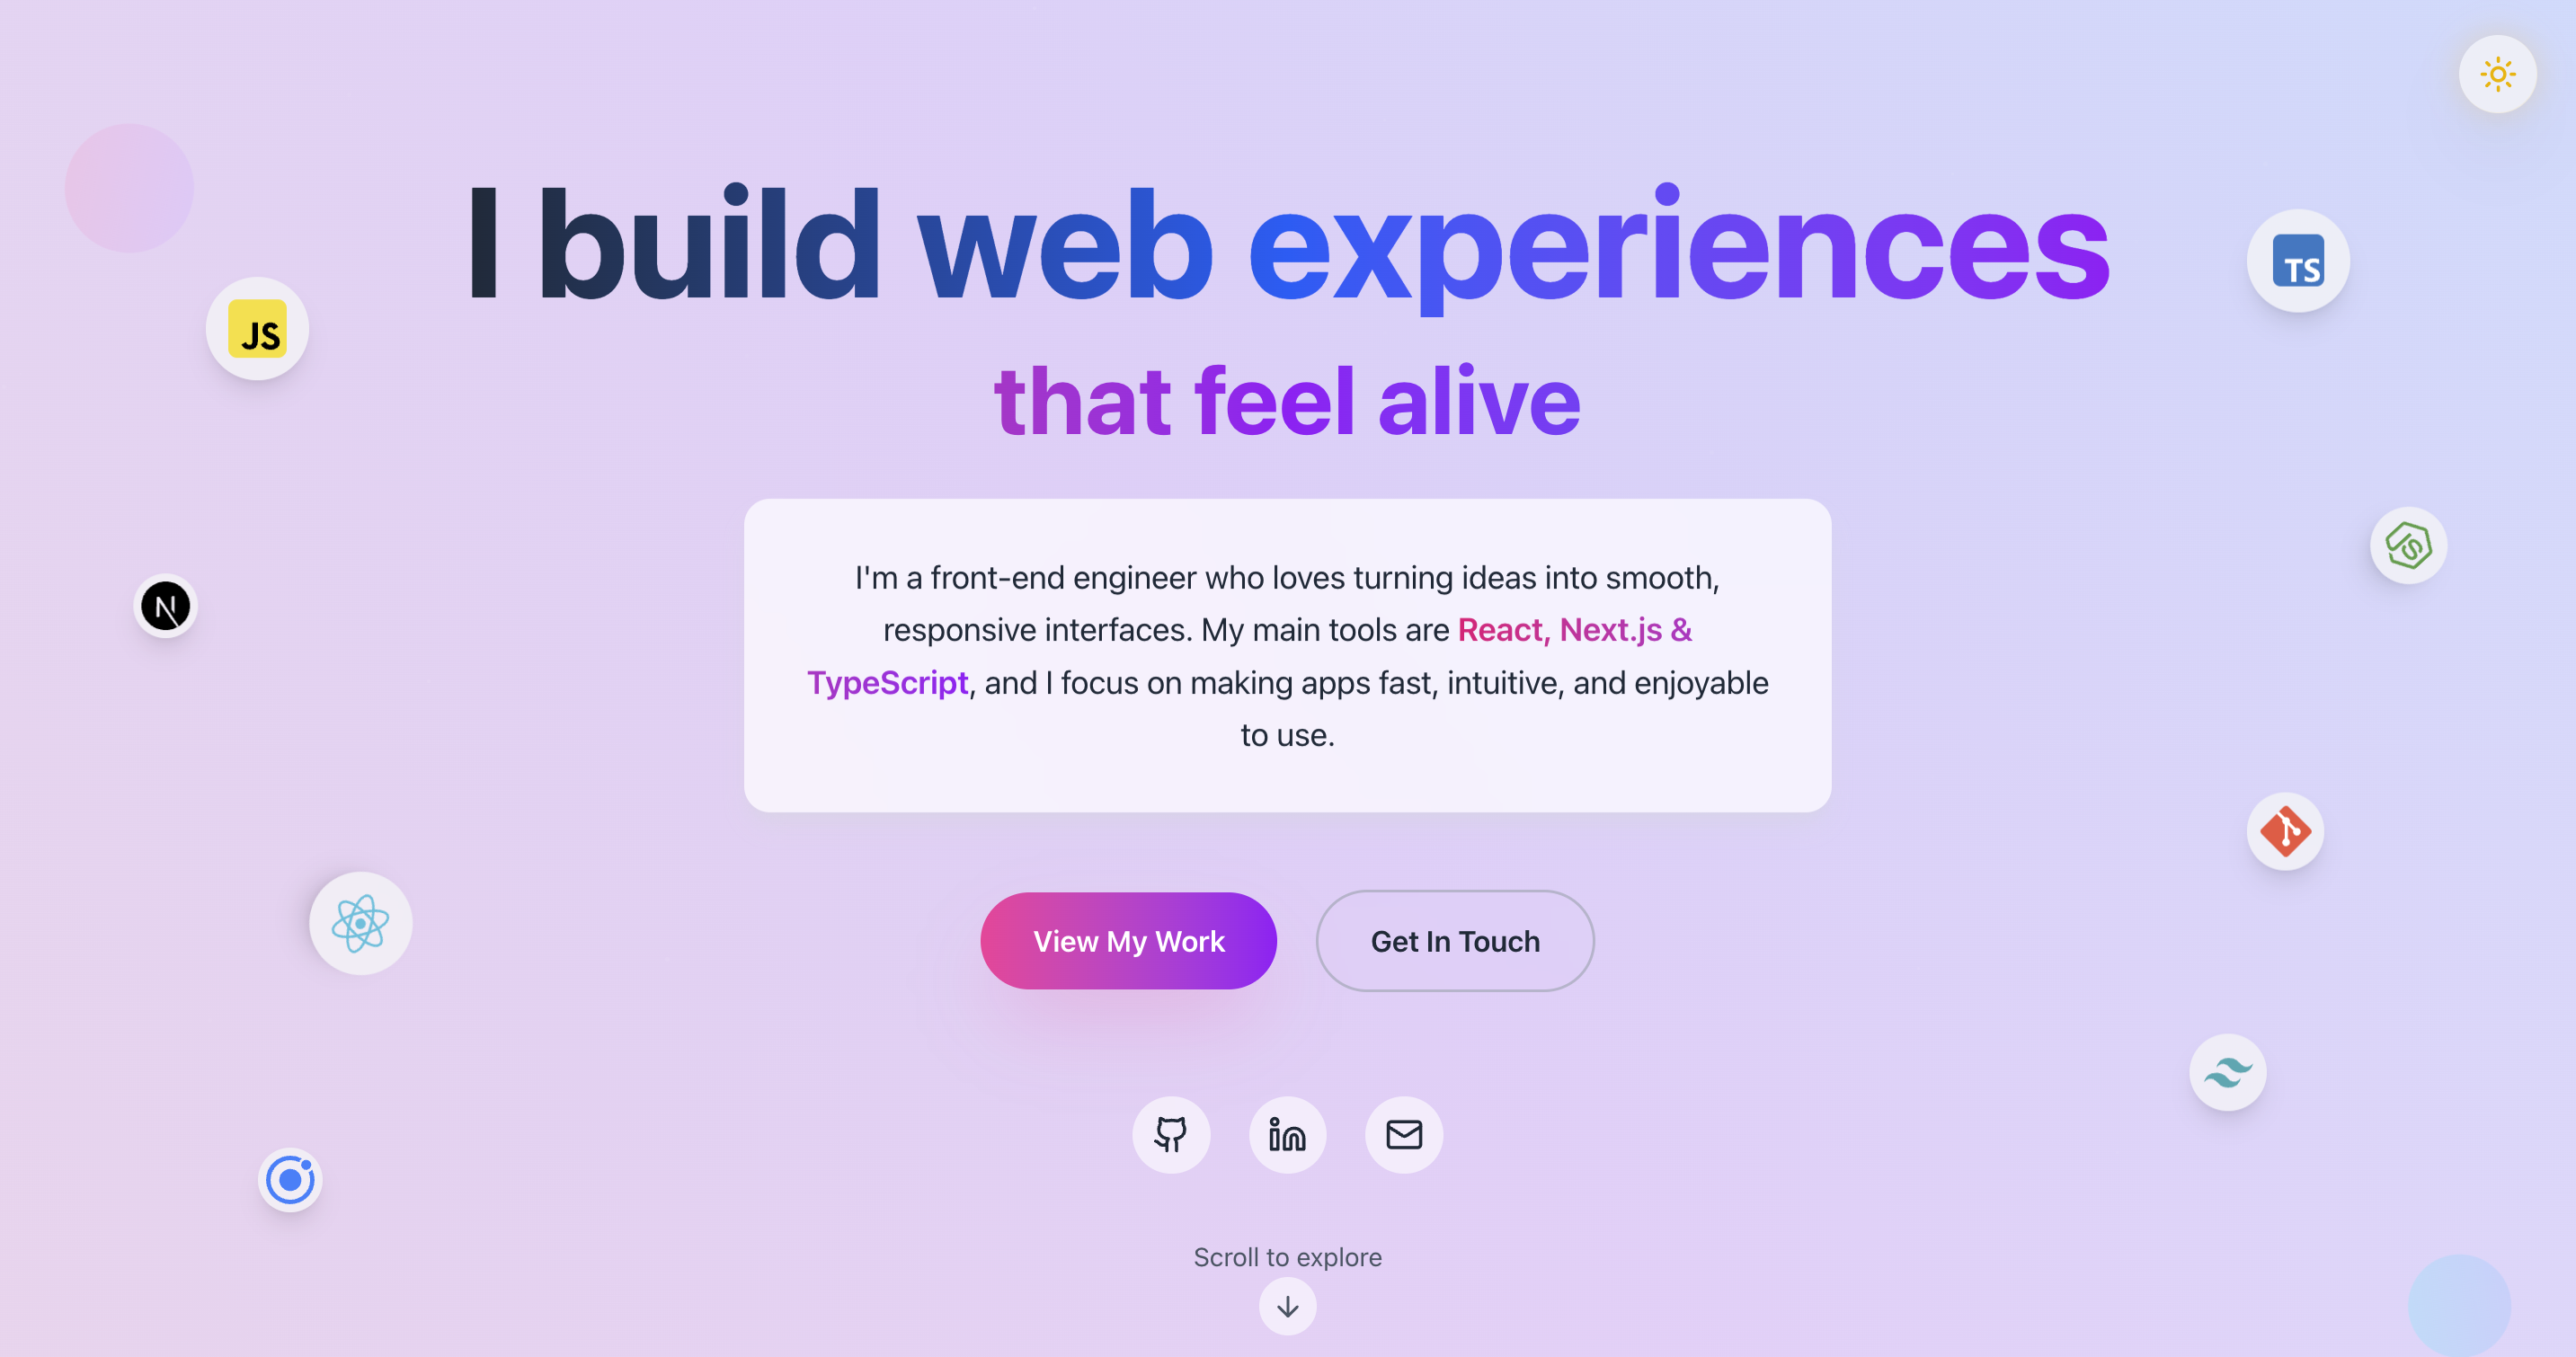 I build web experiences
TS
JS
that feel alive
I'm a front-end engineer who loves turning ideas into smooth,
responsive interfaces. My main tools are React, Next.js &
TypeScript, and I focus on making apps fast, intuitive, and enjoyable
to use.
N
View My Work
Get In Touch
in
Scroll to explore